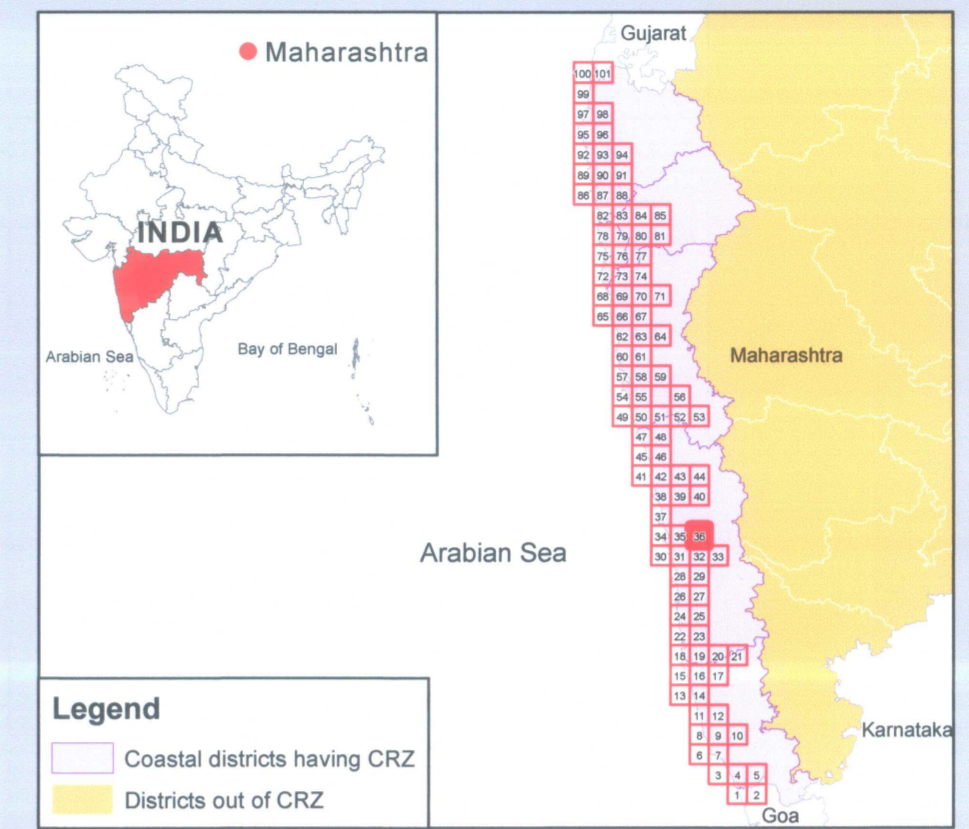 Maharashtra
INDIA
Arabian Sea
Bay of Bengal
Gujarat
100 101
99
97 98
95 96
92 93 94
89 90 91
86 87 88
82 83 84 85
78 79 80 81
75 76 77
72 73 74
68 69 70 71
65 66 67
62 63 64
60 61
57 58 59
54 55 56
49 50 51 52 53
47 48
45 46
41 42 43 44
38 39 40
37
34 35 36
30 31 32 33
28 29
26 27
24 25
22 23
18 19 20 21
15 16 17
13 14
11 12
8 9 10
6 7
3 4 5
1 2
Maharashtra
Arabian Sea
Karnataka
Goa
Legend
Coastal districts having CRZ
Districts out of CRZ